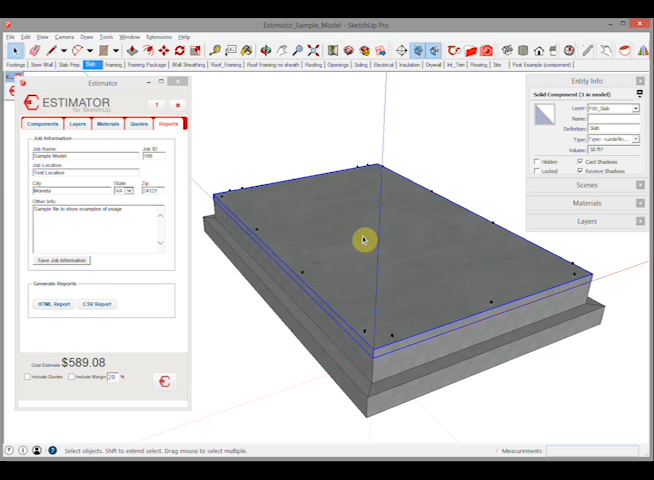 Estimator_Sample_Model - SketchUp Pro
File Edit View Camera Draw Tools Window Extensions Help
Footings Stem Wall Slab Prep Slab Framing Framing Package Wall Sheathing Roof_Framing Roof Framing no sheath Roofing Openings Siding Electrical Insulation Drywall Int_Trim Flooring Site Post Example (component)
Estimator
ESTIMATOR
for SketchUp
?
Components Layers Materials Quotes Reports
Job Information
Job Name: Job ID:
Sample Model 100
Job Location:
Test Location
City: State: Zip:
Moneta VA 24121
Other Info:
Sample file to show examples of usage
Save Job Information
Generate Reports
HTML Report CSV Report
Cost Estimate $589.08
Include Quotes Include Margin 20 %
Entity Info
Solid Component (1 in model)
Layer: F00_Slab
Name:
Definition: Slab
Type: Type: <undefin...
Volume: 50 ft³
Hidden Cast Shadows
Locked Receive Shadows
Scenes
Materials
Layers
Select objects. Shift to extend select. Drag mouse to select multiple.
Measurements